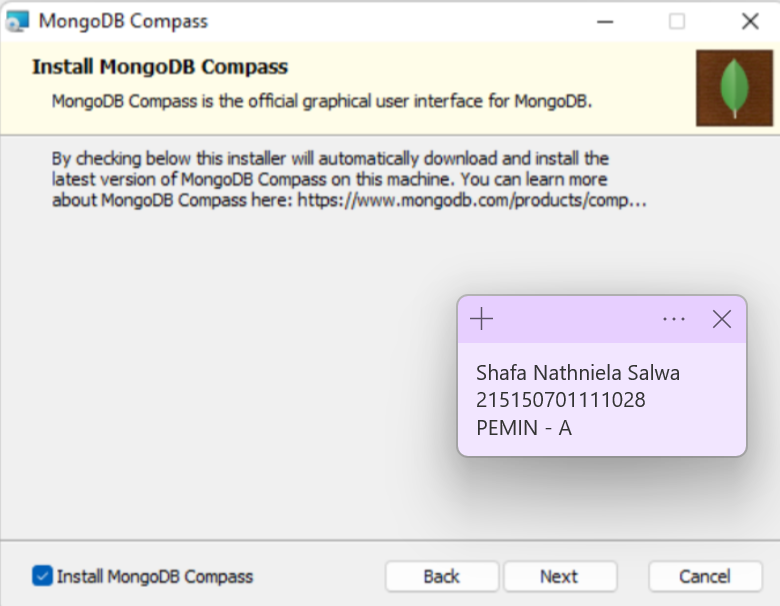 MongoDB Compass
Install MongoDB Compass
MongoDB Compass is the official graphical user interface for MongoDB.
By checking below this installer will automatically download and install the
latest version of MongoDB Compass on this machine. You can learn more
about MongoDB Compass here: https://www.mongodb.com/products/comp...
Shafa Nathniela Salwa
215150701111028
PEMIN - A
Install MongoDB Compass
Back
Next
Cancel